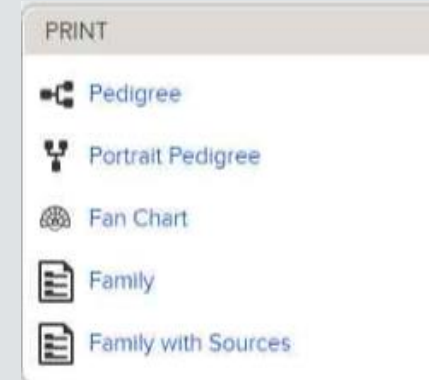 PRINT
Pedigree
Portrait Pedigree
Fan Chart
Family
Family with Sources